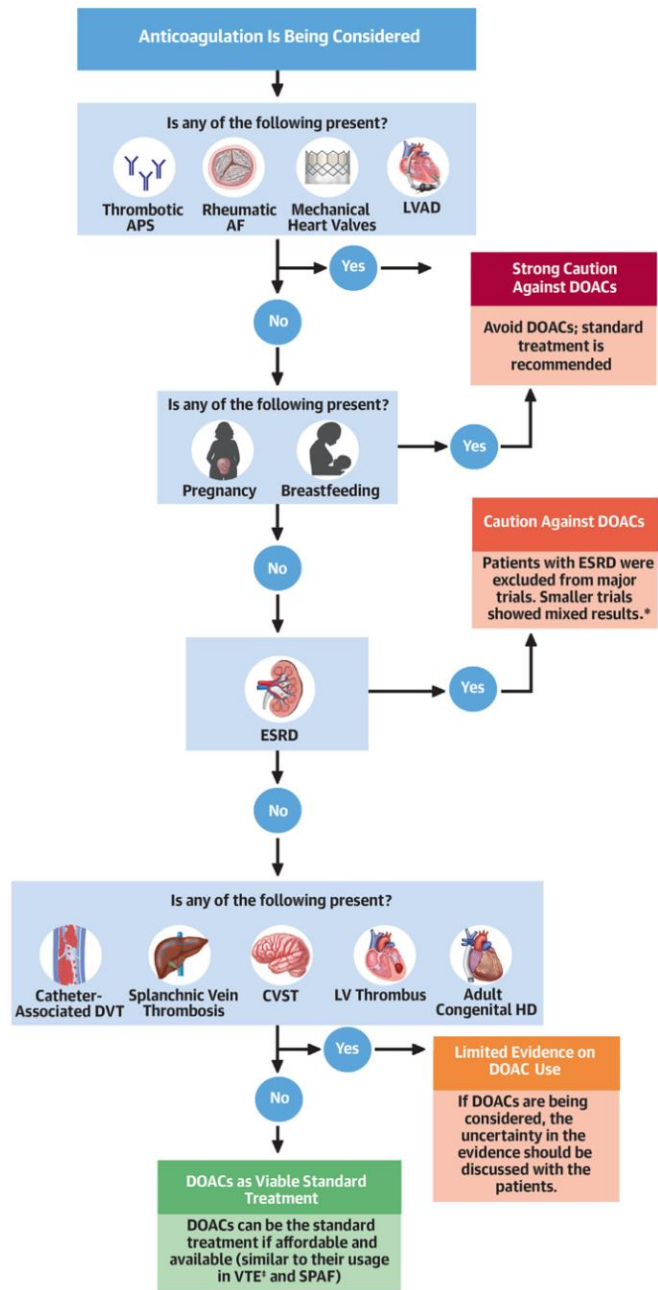 Anticoagulation Is Being Considered
Is any of the following present?
Thrombotic
APS
Rheumatic
AF
Mechanical
Heart Valves
LVAD
Yes
Strong Caution
Against DOACs
Avoid DOACs; standard
treatment is
recommended
No
Is any of the following present?
Pregnancy
Breastfeeding
Yes
Caution Against DOACs
Patients with ESRD were
excluded from major
trials. Smaller trials
showed mixed results.*
No
ESRD
Yes
No
Is any of the following present?
Catheter-
Associated DVT
Splanchnic Vein
Thrombosis
CVST
LV Thrombus
Adult
Congenital HD
Yes
Limited Evidence on
DOAC Use
If DOACs are being
considered, the
uncertainty in the
evidence should be
discussed with the
patients.
No
DOACs as Viable Standard
Treatment
DOACs can be the standard
treatment if affordable and
available (similar to their usage
in VTE‡ and SPAF)